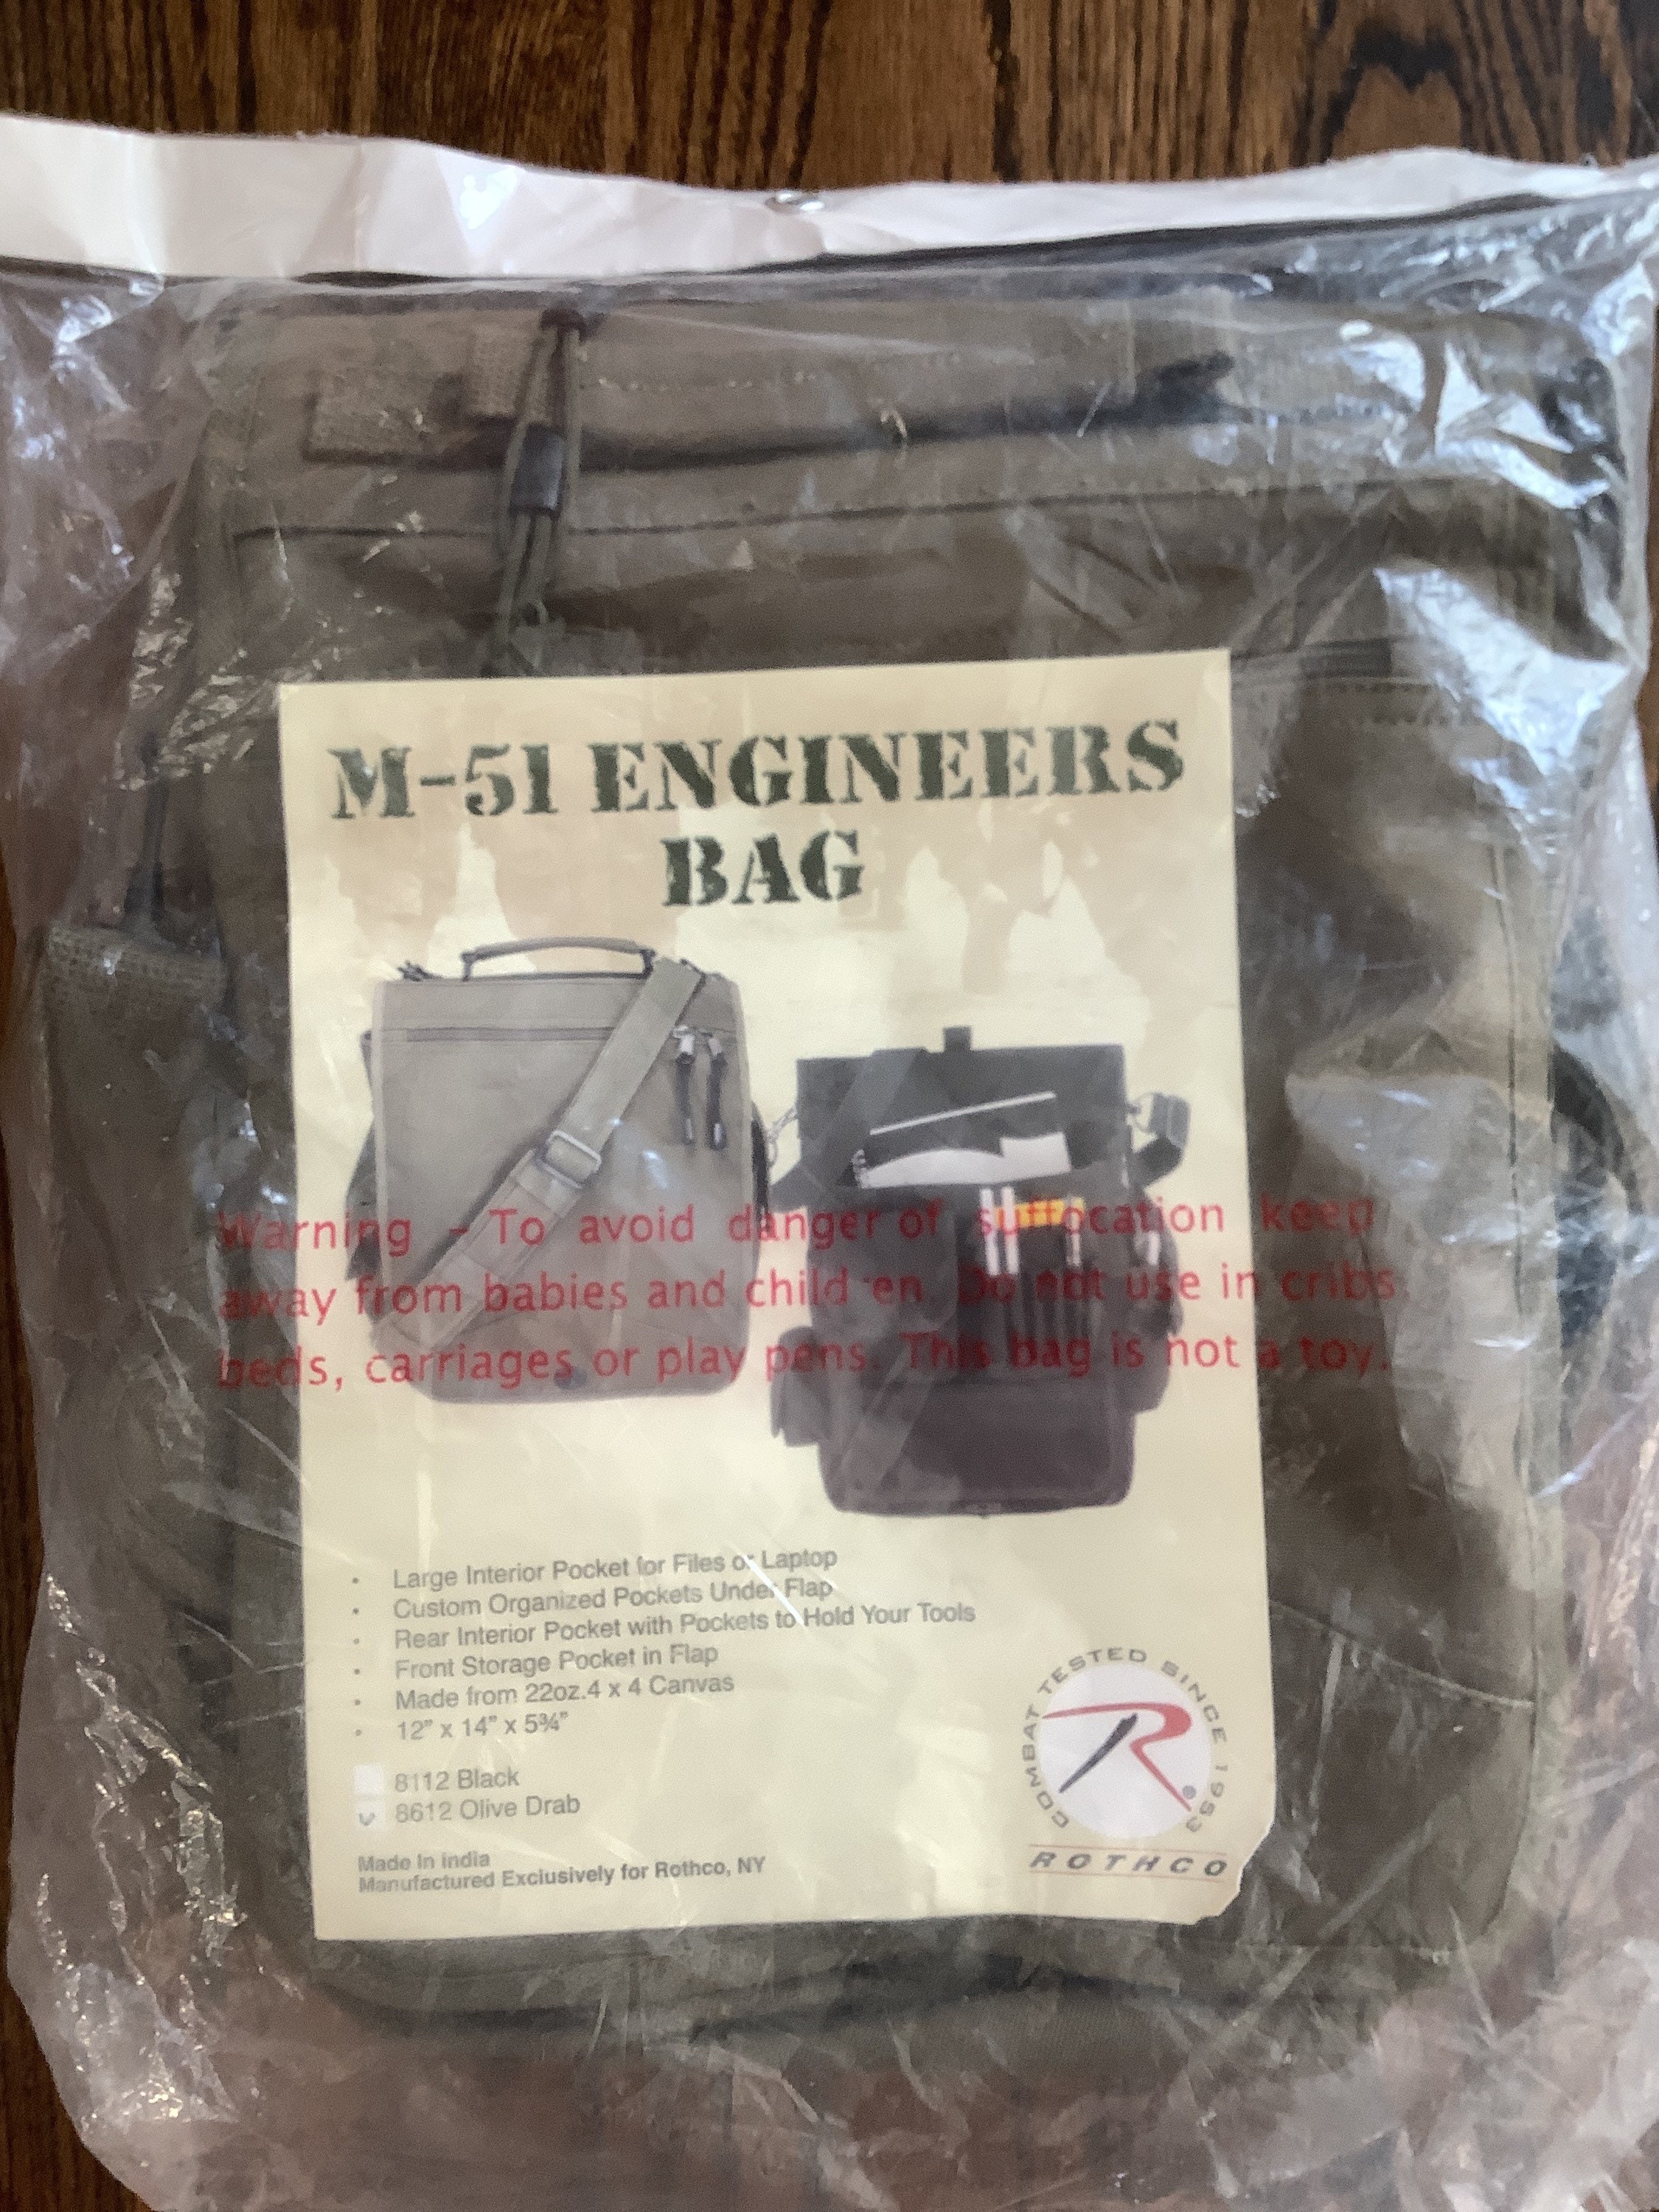 M-51 ENGINEERS
BAG
Warning - To avoid danger of suffocation keep
away from babies and children. Do not use in cribs.
beds, carriages or play pens. This bag is not a toy.
• Large Interior Pocket for Files or Laptop
• Custom Organized Pockets Under Flap
• Rear Interior Pocket with Pockets to Hold Your Tools
• Front Storage Pocket in Flap
• Made from 22oz.4 x 4 Canvas
• 12” x 14” x 5¾”
8112 Black
8612 Olive Drab
Made In India
Manufactured Exclusively for Rothco, NY
COMBAT TESTED SINCE 1953
R®
ROTHCO